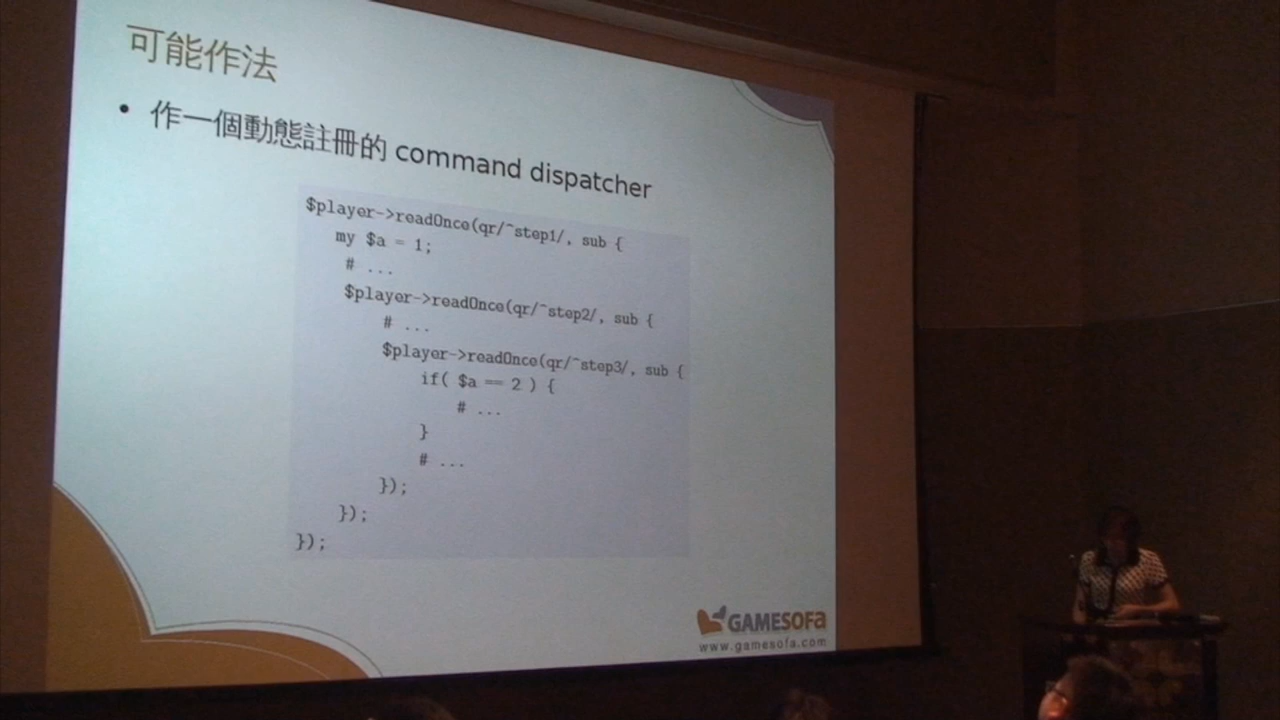 可能作法
• 作一個動態註冊的 command dispatcher
$player->readOnce(qr/^step1/, sub {
my $a = 1;
# ...
$player->readOnce(qr/^step2/, sub {
# ...
$player->readOnce(qr/^step3/, sub {
if( $a == 2 ) {
# ...
}
# ...
});
});
});
GAMESOFA
www.gamesofa.com